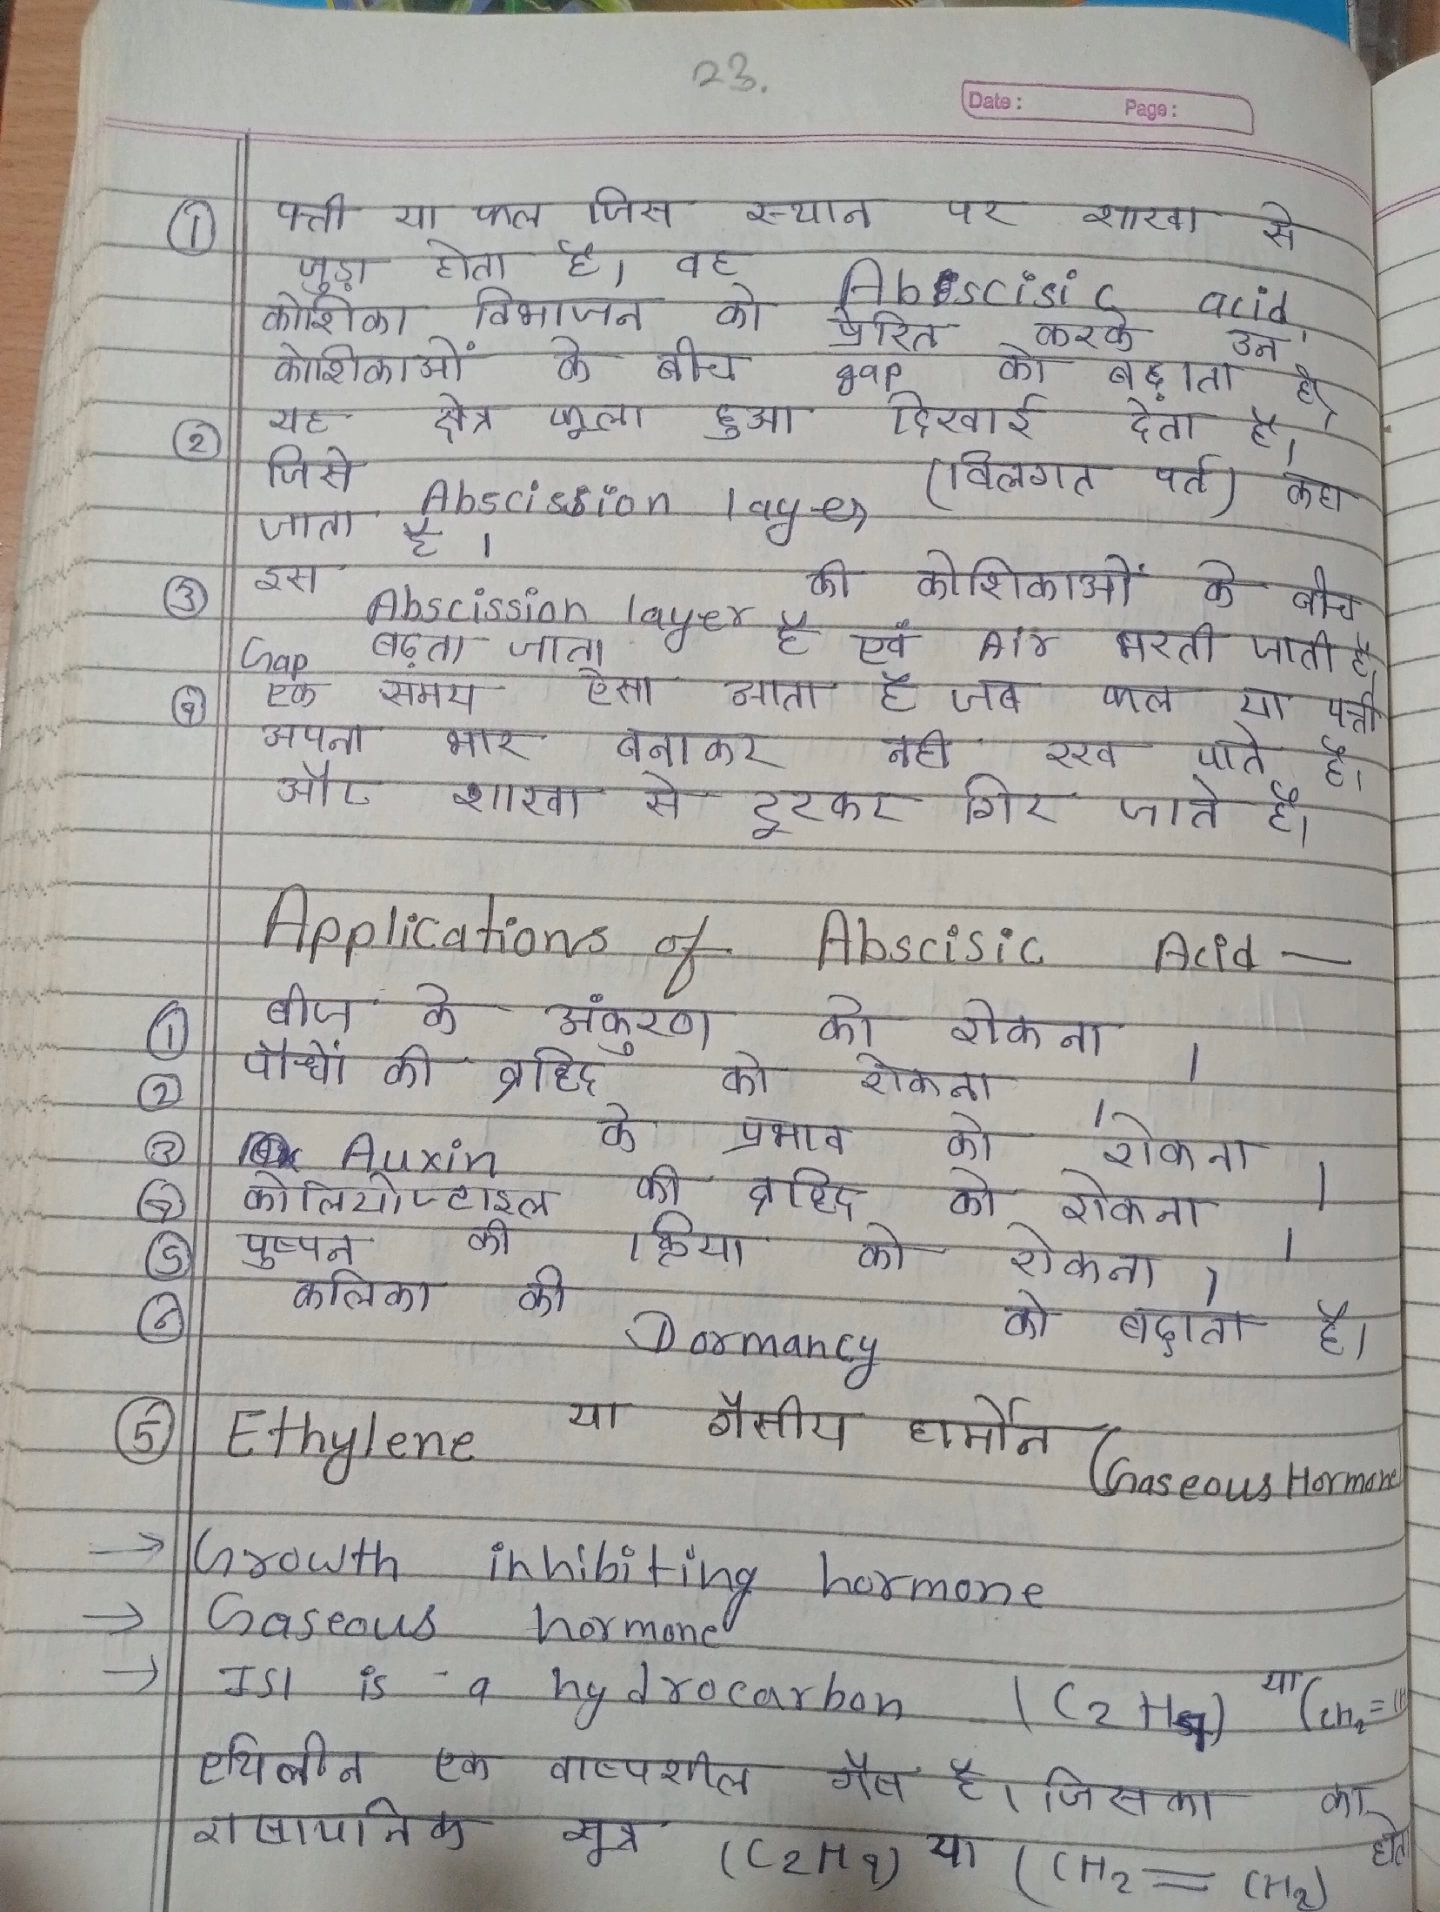 23.
Date : Page :
① पत्ती या फल जिस स्थान पर शाखा से
जुड़ा होता है। वह Abscisic acid
कोशिका विभाजन को प्रेरित करके उन
कोशिकाओं के बीच gap को बढ़ाता है।
② यह क्षेत्र फूला हुआ दिखाई देता है।
जिसे Abscission layer (विलगत पर्त) कहा
जाता है ।
③ इस Abscission layer की कोशिकाओं के बीच
Gap बढ़ता जाता है एवं Air भरती जाती है
④ एक समय ऐसा आता है जब फल या पत्ती
अपना भार बनाकर नही रख पाते है।
और शाखा से टूटकर गिर जाते है।
Applications of Abscisic Acid —
① बीज के अंकुरण को रोकना ।
② पौधों की व्रद्दि को रोकना ।
③ Auxin के प्रभाव को रोकना ।
④ कोलियोप्टाइल की व्रद्दि को रोकना ।
⑤ पुष्पन की क्रिया को रोकना ।
⑥ कलिका की Dormancy को बढ़ाता है।
⑤ Ethylene या गैसीय हार्मोन (Gaseous Hormone
→ Growth inhibiting hormone
→ Gaseous hormone
→ is a hydrocarbon (C2H4) या (CH2=
एथिलीन एक वाष्पशील गैस है। जिसका का
रासायनिक सूत्र (C2H4) या (CH2 = CH2) होता